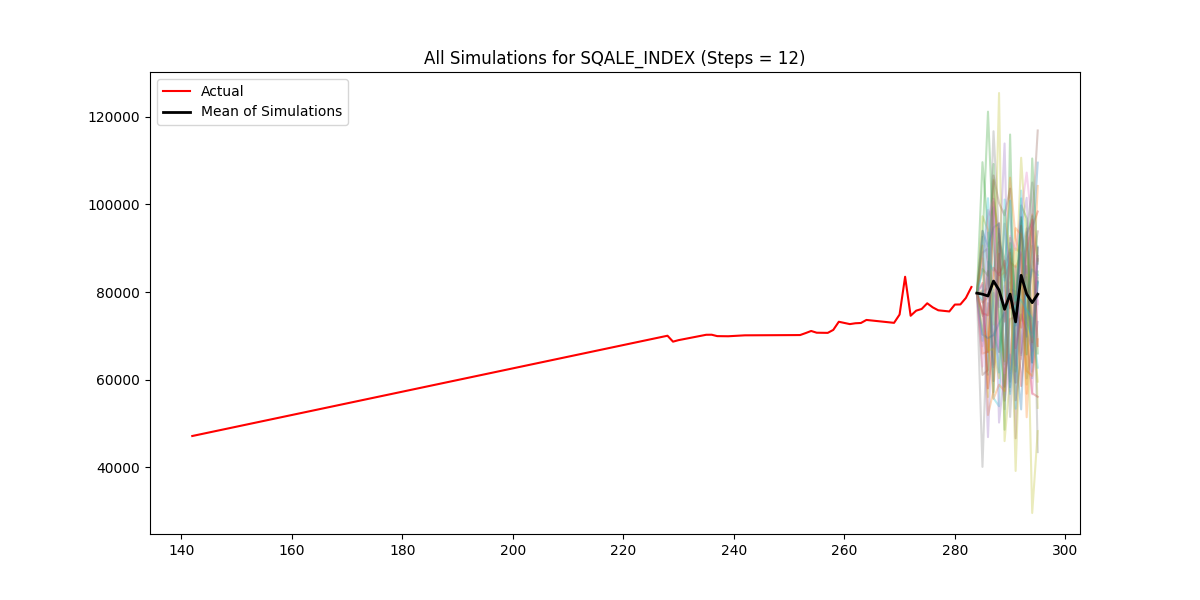 All Simulations for SQALE_INDEX (Steps = 12)
Actual
Mean of Simulations
120000
100000
80000
60000
40000
140 160 180 200 220 240 260 280 300